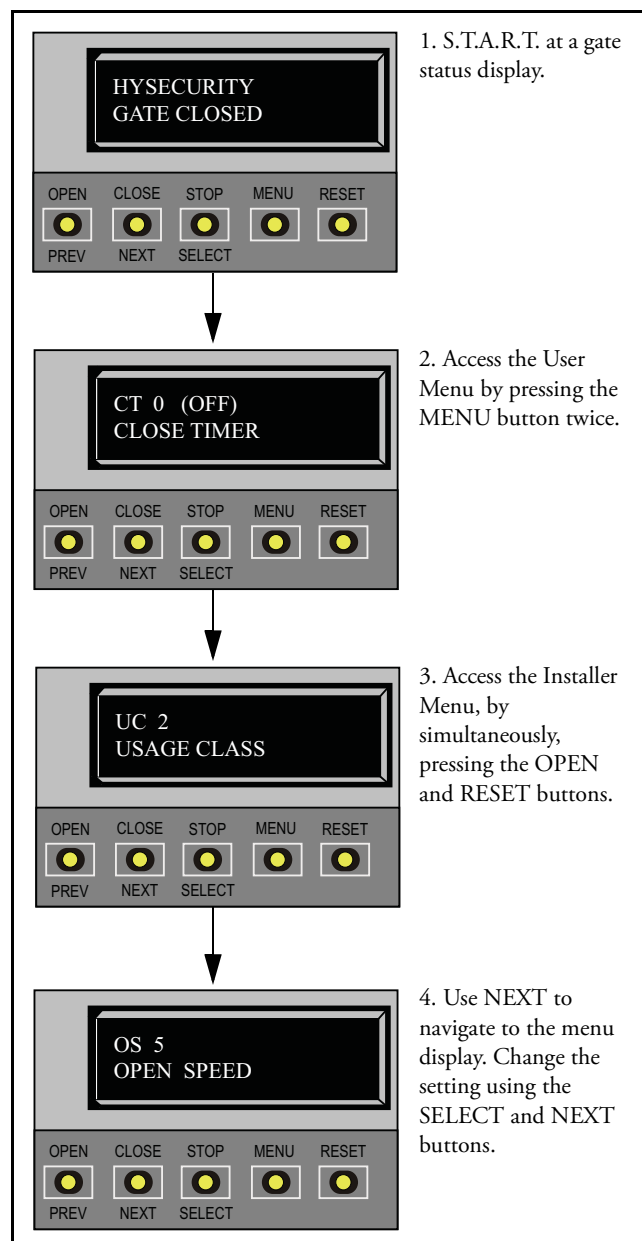 HYSECURITY
GATE CLOSED
OPEN CLOSE STOP MENU RESET
PREV NEXT SELECT
1. S.T.A.R.T. at a gate
status display.
CT 0 (OFF)
CLOSE TIMER
OPEN CLOSE STOP MENU RESET
PREV NEXT SELECT
2. Access the User
Menu by pressing the
MENU button twice.
UC 2
USAGE CLASS
OPEN CLOSE STOP MENU RESET
PREV NEXT SELECT
3. Access the Installer
Menu, by
simultaneously,
pressing the OPEN
and RESET buttons.
OS 5
OPEN SPEED
OPEN CLOSE STOP MENU RESET
PREV NEXT SELECT
4. Use NEXT to
navigate to the menu
display. Change the
setting using the
SELECT and NEXT
buttons.